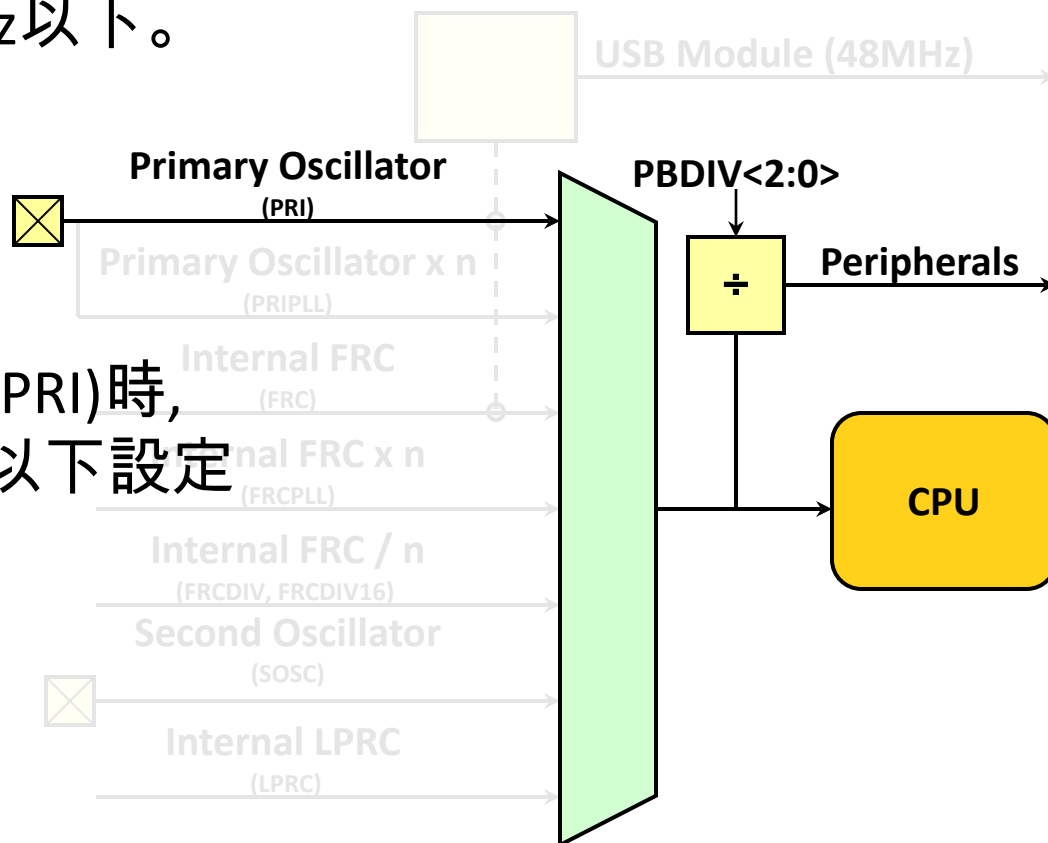 z以下。
USB Module (48MHz)
Primary Oscillator
(PRI)
PBDIV<2:0>
Primary Oscillator x n
(PRIPLL)
÷
Peripherals
Internal FRC
(FRC)
PRI)時,
以下設定
Internal FRC x n
(FRCPLL)
CPU
Internal FRC / n
(FRCDIV, FRCDIV16)
Second Oscillator
(SOSC)
Internal LPRC
(LPRC)